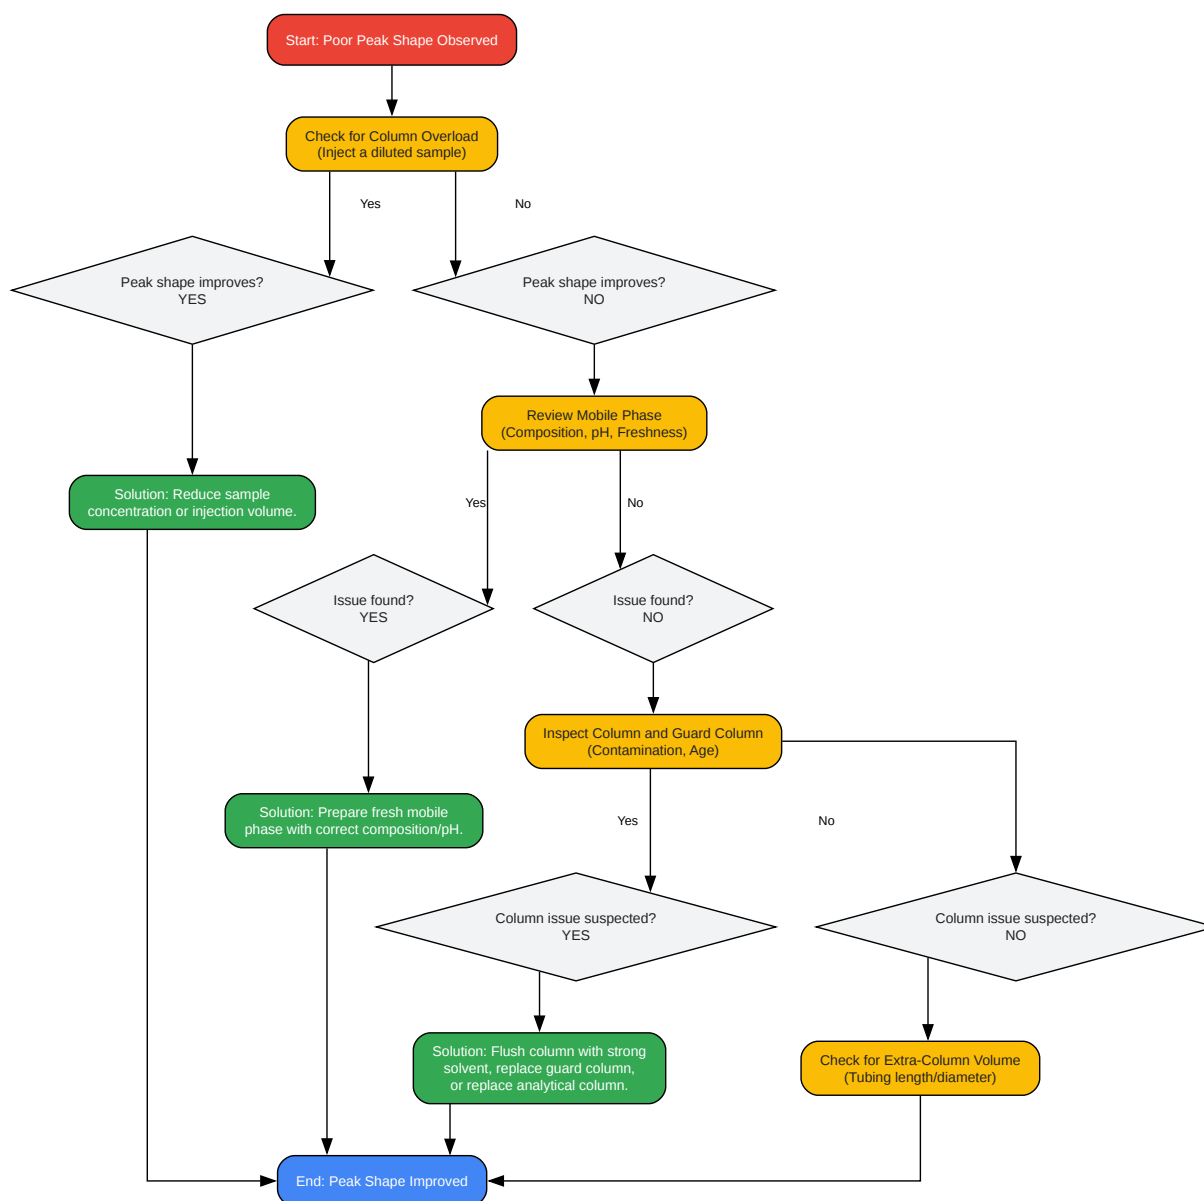 Start: Poor Peak Shape Observed
Check for Column Overload
(Inject a diluted sample)
Yes
No
Peak shape improves?
YES
Peak shape improves?
NO
Review Mobile Phase
(Composition, pH, Freshness)
Solution: Reduce sample
concentration or injection volume.
Yes
No
Issue found?
YES
Issue found?
NO
Inspect Column and Guard Column
(Contamination, Age)
Solution: Prepare fresh mobile
phase with correct composition/pH.
Yes
No
Column issue suspected?
YES
Column issue suspected?
NO
Solution: Flush column with strong
solvent, replace guard column,
or replace analytical column.
Check for Extra-Column Volume
(Tubing length/diameter)
End: Peak Shape Improved